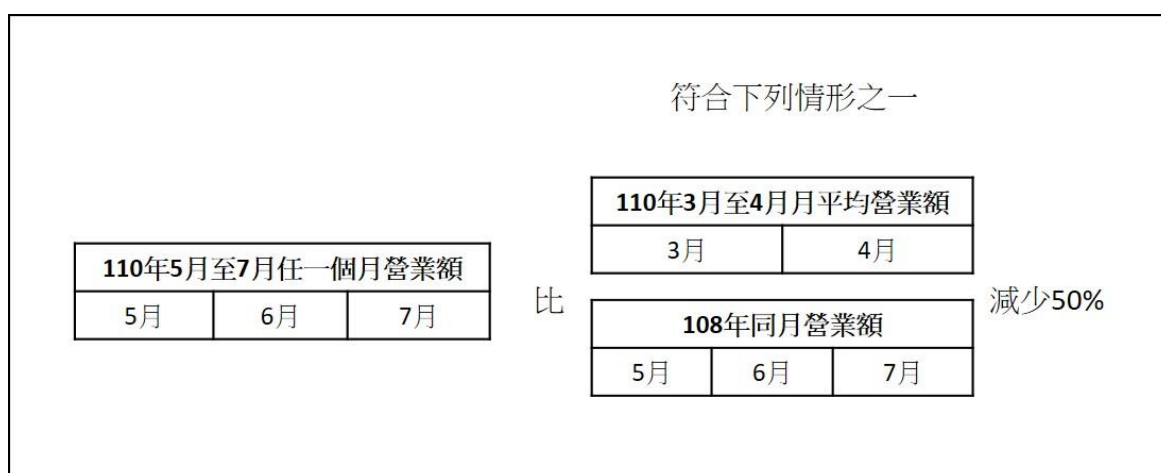 符合下列情形之一
110年3月至4月月平均營業額
3月 4月
110年5月至7月任一個月營業額
5月 6月 7月
比
減少50%
108年同月營業額
5月 6月 7月